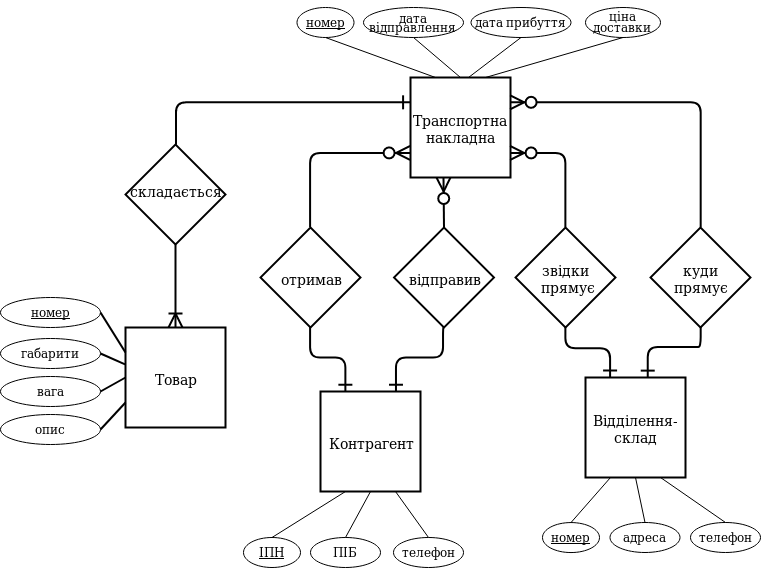 номер
дата
відправлення
дата прибуття
ціна
доставки
Транспортна
накладна
складається
отримав
відправив
звідки
прямує
куди
прямує
номер
габарити
вага
опис
Товар
Контрагент
Відділення-
склад
ІПН
ПІБ
телефон
номер
адреса
телефон